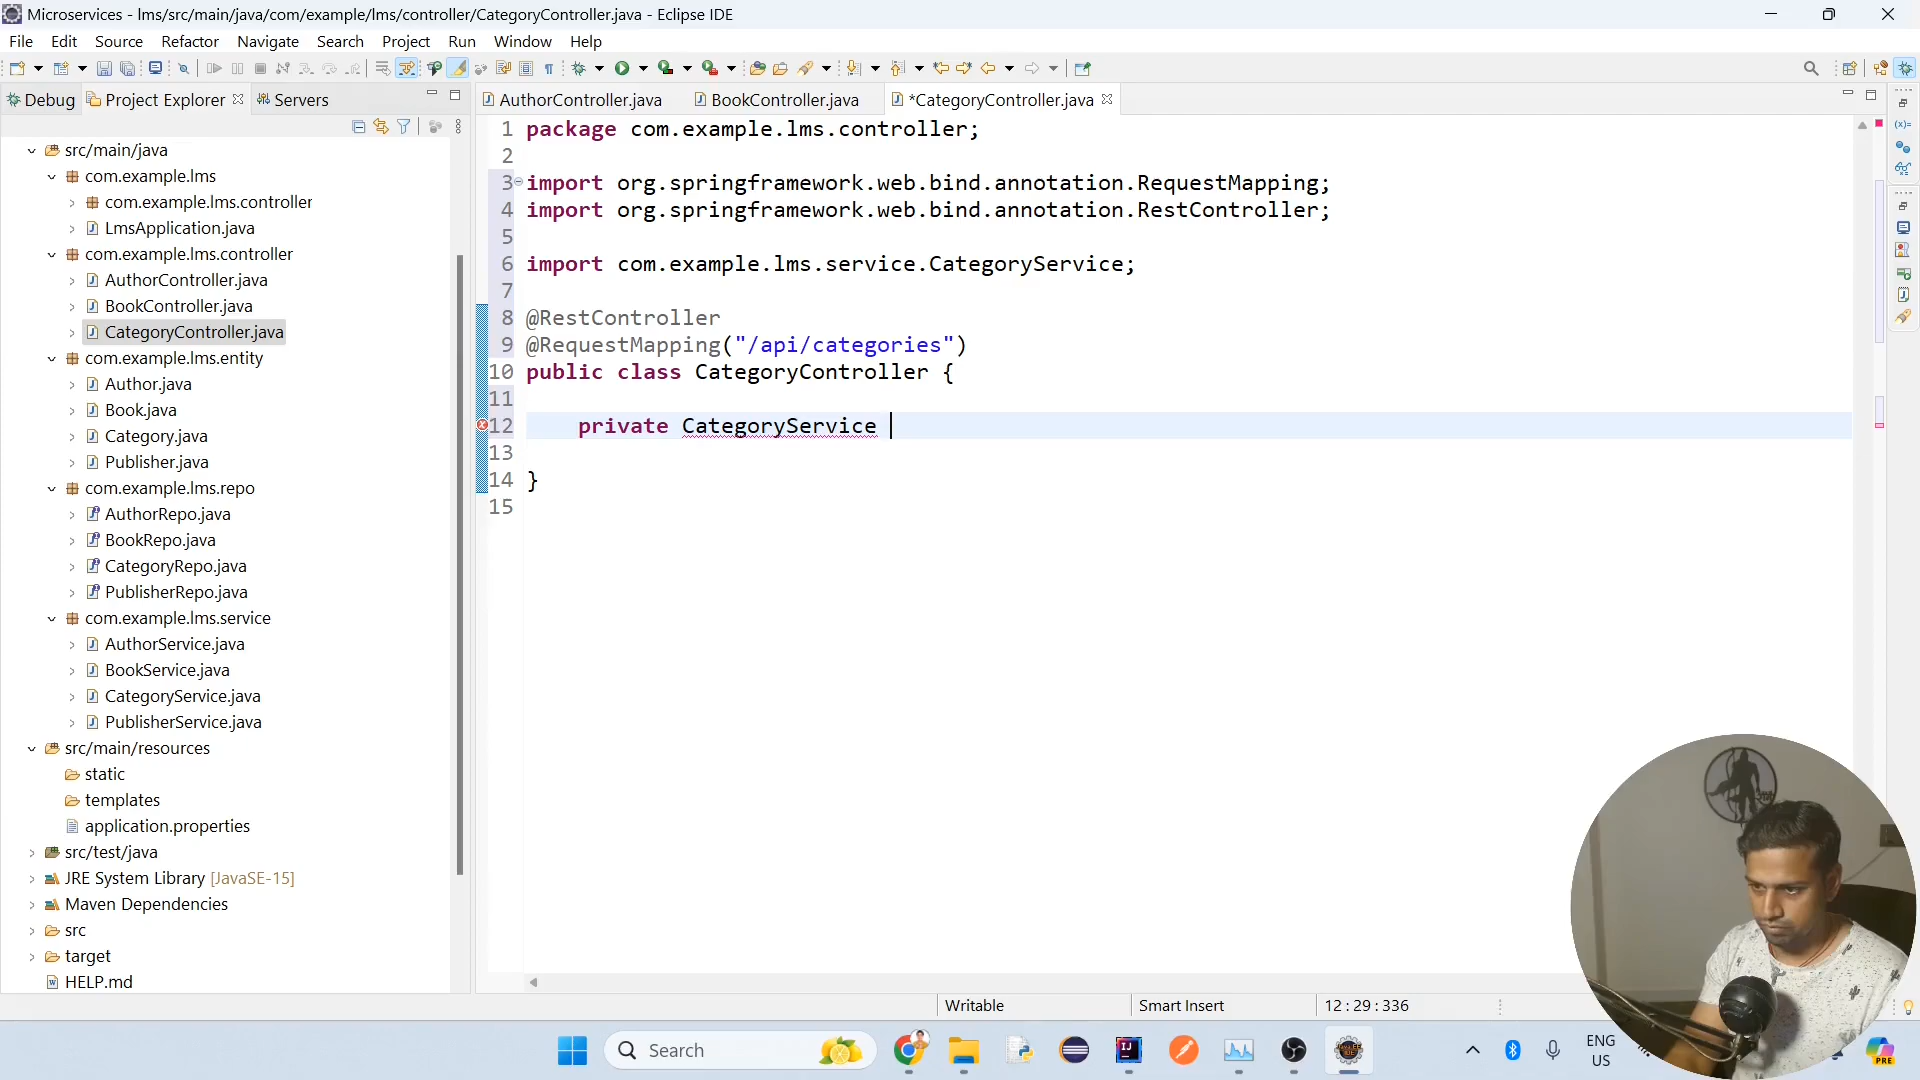 Microservices - lms/src/main/java/com/example/lms/controller/CategoryController.java - Eclipse IDE
File Edit Source Refactor Navigate Search Project Run Window Help
Debug Project Explorer Servers
AuthorController.java BookController.java *CategoryController.java
src/main/java
com.example.lms
com.example.lms.controller
LmsApplication.java
com.example.lms.controller
AuthorController.java
BookController.java
CategoryController.java
com.example.lms.entity
Author.java
Book.java
Category.java
Publisher.java
com.example.lms.repo
AuthorRepo.java
BookRepo.java
CategoryRepo.java
PublisherRepo.java
com.example.lms.service
AuthorService.java
BookService.java
CategoryService.java
PublisherService.java
src/main/resources
static
templates
application.properties
src/test/java
JRE System Library [JavaSE-15]
Maven Dependencies
src
target
HELP.md
1 package com.example.lms.controller;
2
3 import org.springframework.web.bind.annotation.RequestMapping;
4 import org.springframework.web.bind.annotation.RestController;
5
6 import com.example.lms.service.CategoryService;
7
8 @RestController
9 @RequestMapping("/api/categories")
10 public class CategoryController {
11
12 private CategoryService
13
14 }
15
Writable Smart Insert 12 : 29 : 336
Search
ENG
US
PRE